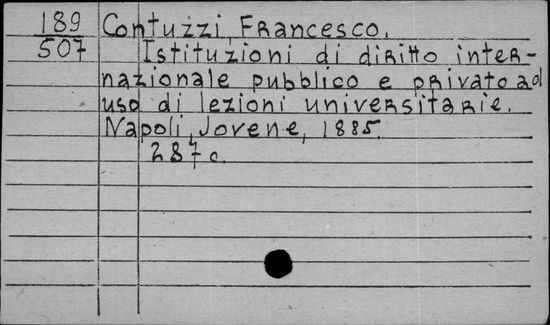 189 Contuzzi, Francesco.
507 Istituzioni di diritto inter-
nazionale pubblico e privato ad
uso di lezioni universitarie.
Napoli, Jovene, 1885.
287 c.